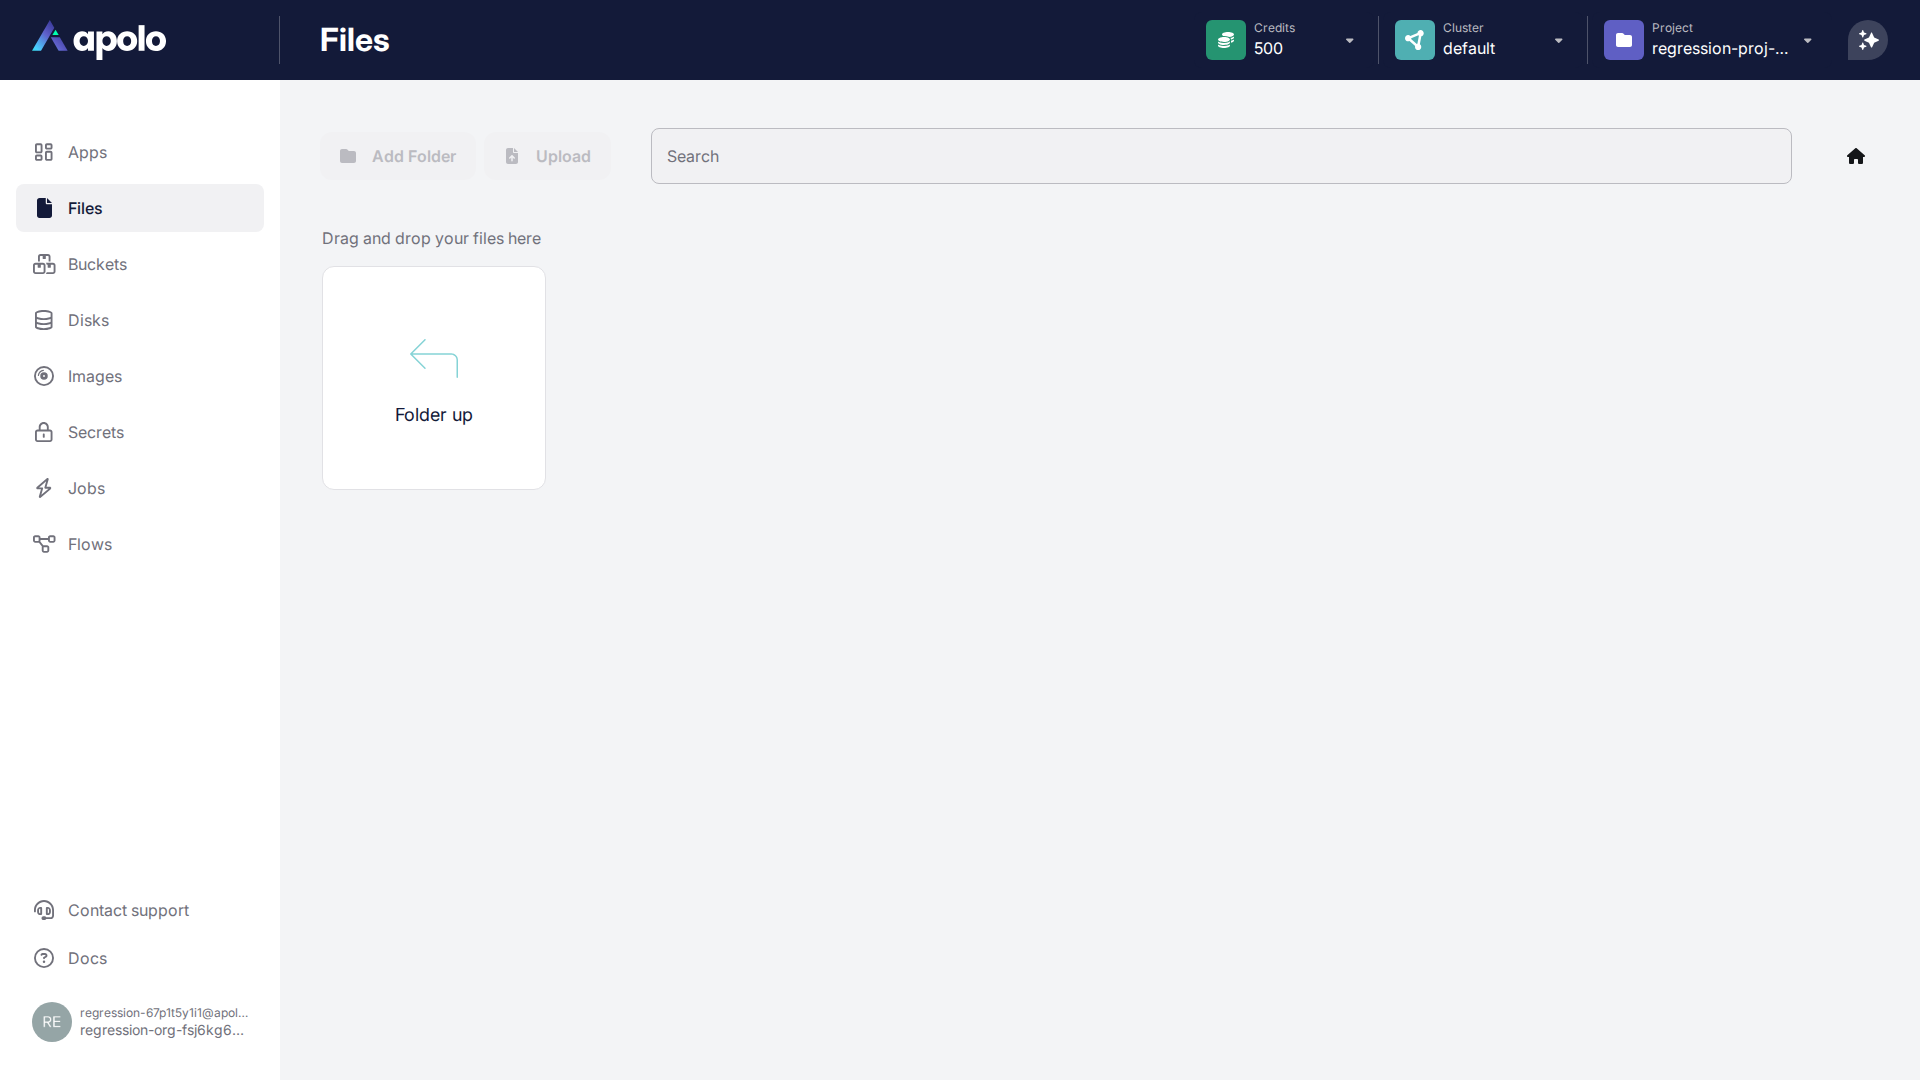 apolo
Files
Credits
500
Cluster
default
Project
regression-proj-...
Apps
Files
Buckets
Disks
Images
Secrets
Jobs
Flows
Add Folder
Upload
Search
Drag and drop your files here
Folder up
Contact support
Docs
RE
regression-67p1t5y1i1@apol...
regression-org-fsj6kg6...